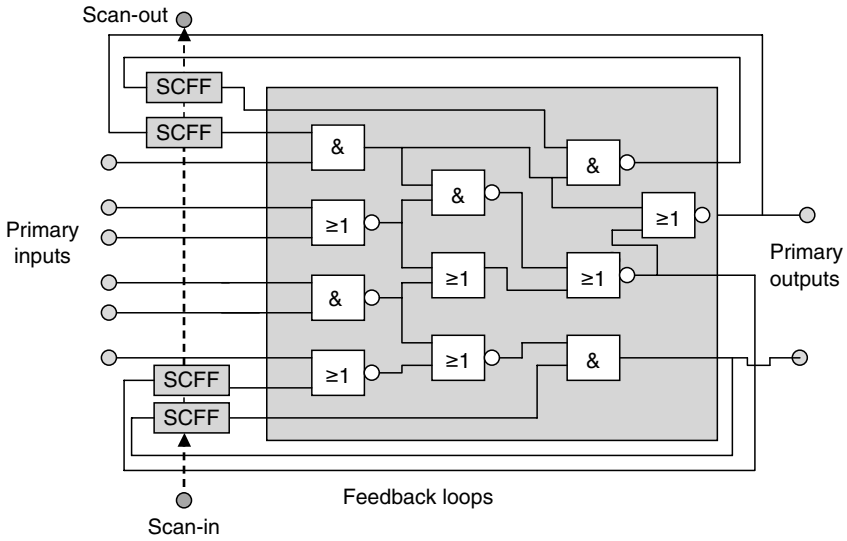 Scan-out
SCFF
SCFF
&
&
&
≥1
≥1
Primary
inputs
Primary
outputs
&
≥1
≥1
≥1
≥1
&
SCFF
SCFF
Feedback loops
Scan-in